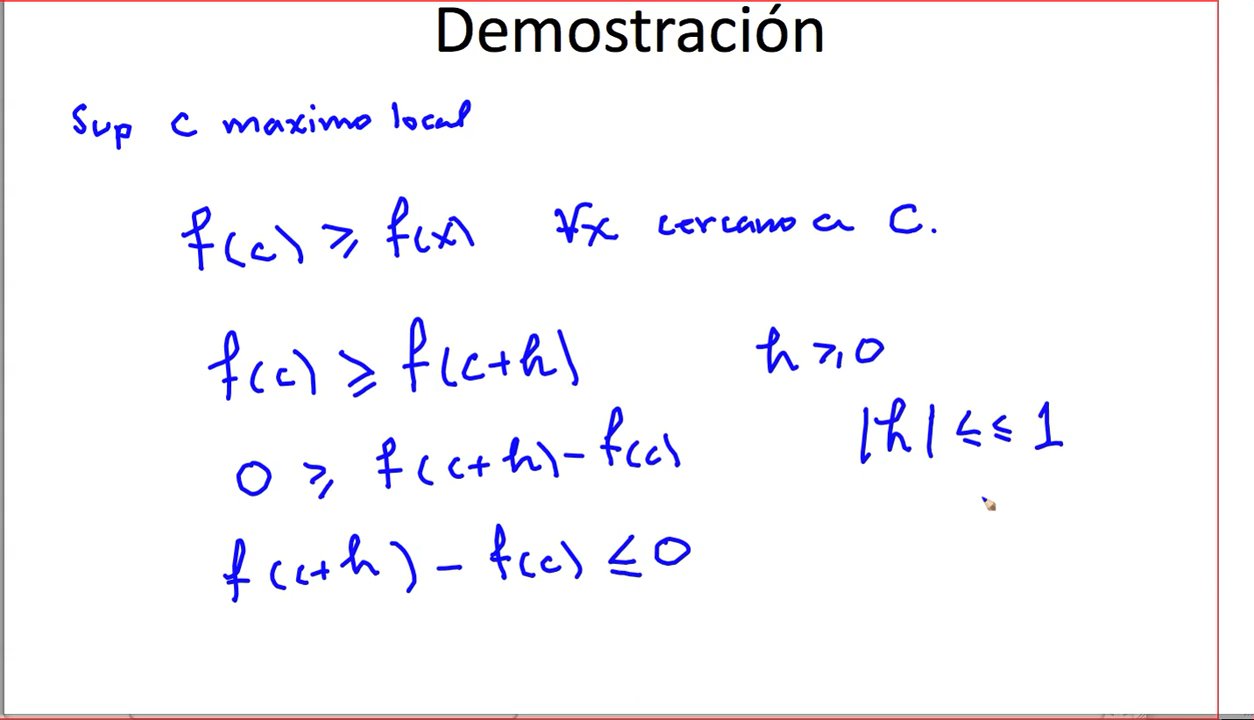 Demostración
Sup c maximo local
f(c) ⩾ f(x) ∀x cercano a c.
f(c) ⩾ f(c+h) h ⩾ 0
|h| ≤≤ 1
0 ⩾ f(c+h) - f(c)
f(c+h) - f(c) ≤ 0